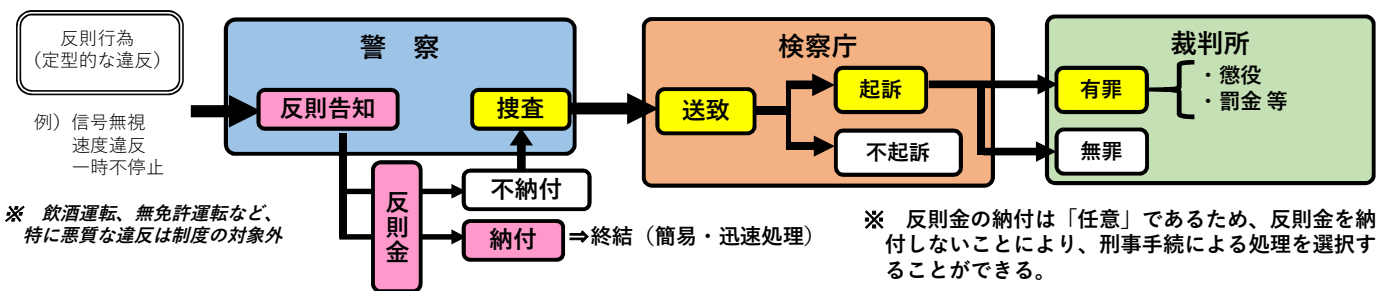 反則行為
(定型的な違反)
例）信号無視
速度違反
一時不停止
※　飲酒運転、無免許運転など、
特に悪質な違反は制度の対象外
警　察
反則告知
捜査
反則金
不納付
納付
⇒終結（簡易・迅速処理）
検察庁
送致
起訴
不起訴
裁判所
有罪
・懲役
・罰金 等
無罪
※　反則金の納付は「任意」であるため、反則金を納
付しないことにより、刑事手続による処理を選択す
ることができる。